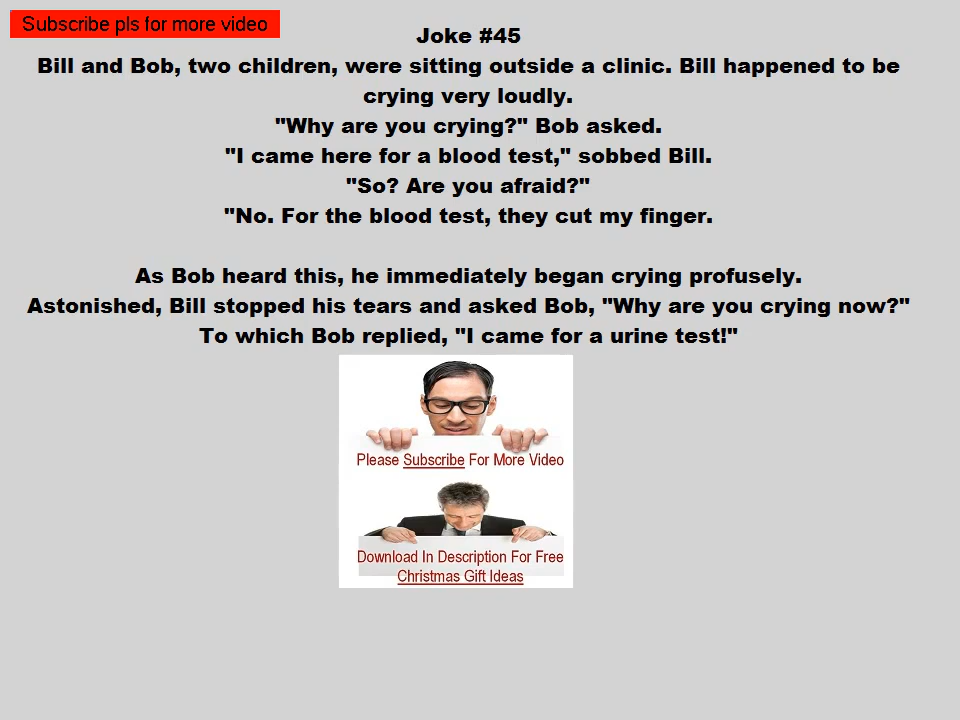 Subscribe pls for more video
Joke #45
Bill and Bob, two children, were sitting outside a clinic. Bill happened to be
crying very loudly.
"Why are you crying?" Bob asked.
"I came here for a blood test," sobbed Bill.
"So? Are you afraid?"
"No. For the blood test, they cut my finger.
As Bob heard this, he immediately began crying profusely.
Astonished, Bill stopped his tears and asked Bob, "Why are you crying now?"
To which Bob replied, "I came for a urine test!"
Please Subscribe For More Video
Download In Description For Free
Christmas Gift Ideas